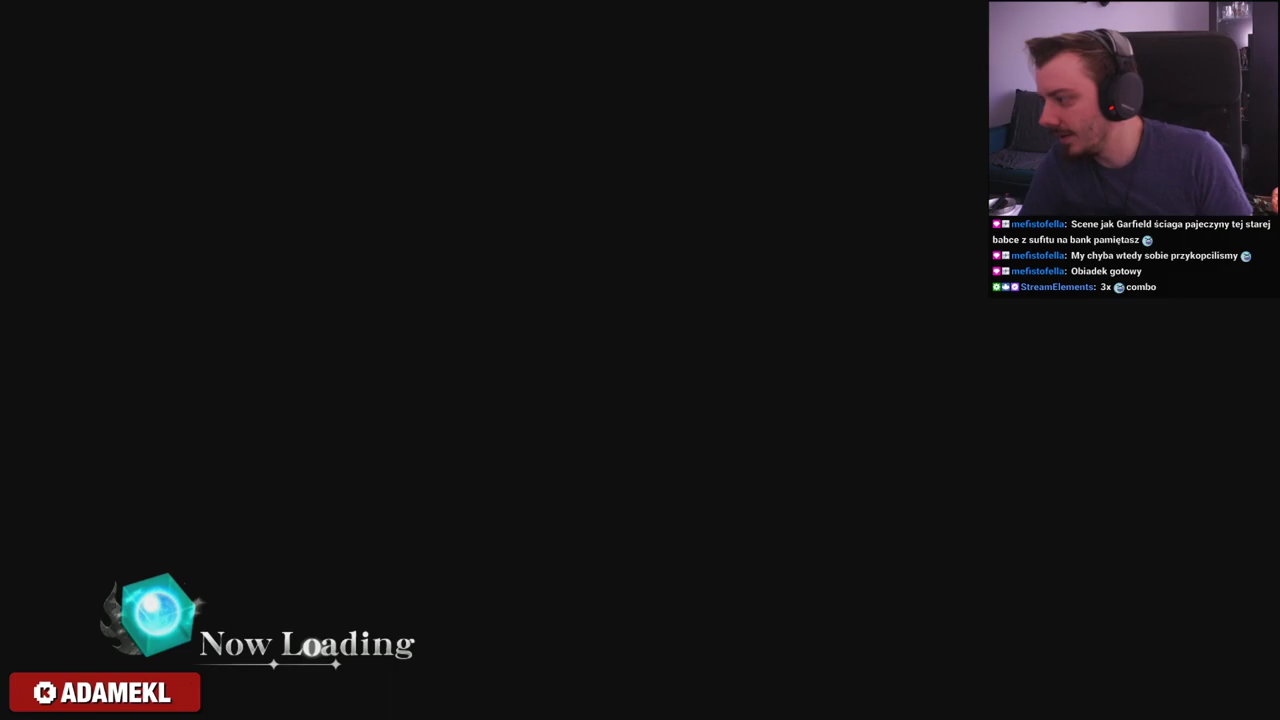 mefistofella: Scene jak Garfield ściaga pajeczyny tej starej
babce z sufitu na bank pamiętasz
mefistofella: My chyba wtedy sobie przykopcilismy
mefistofella: Obiadek gotowy
StreamElements: 3x combo
Now Loading
ADAMEKL